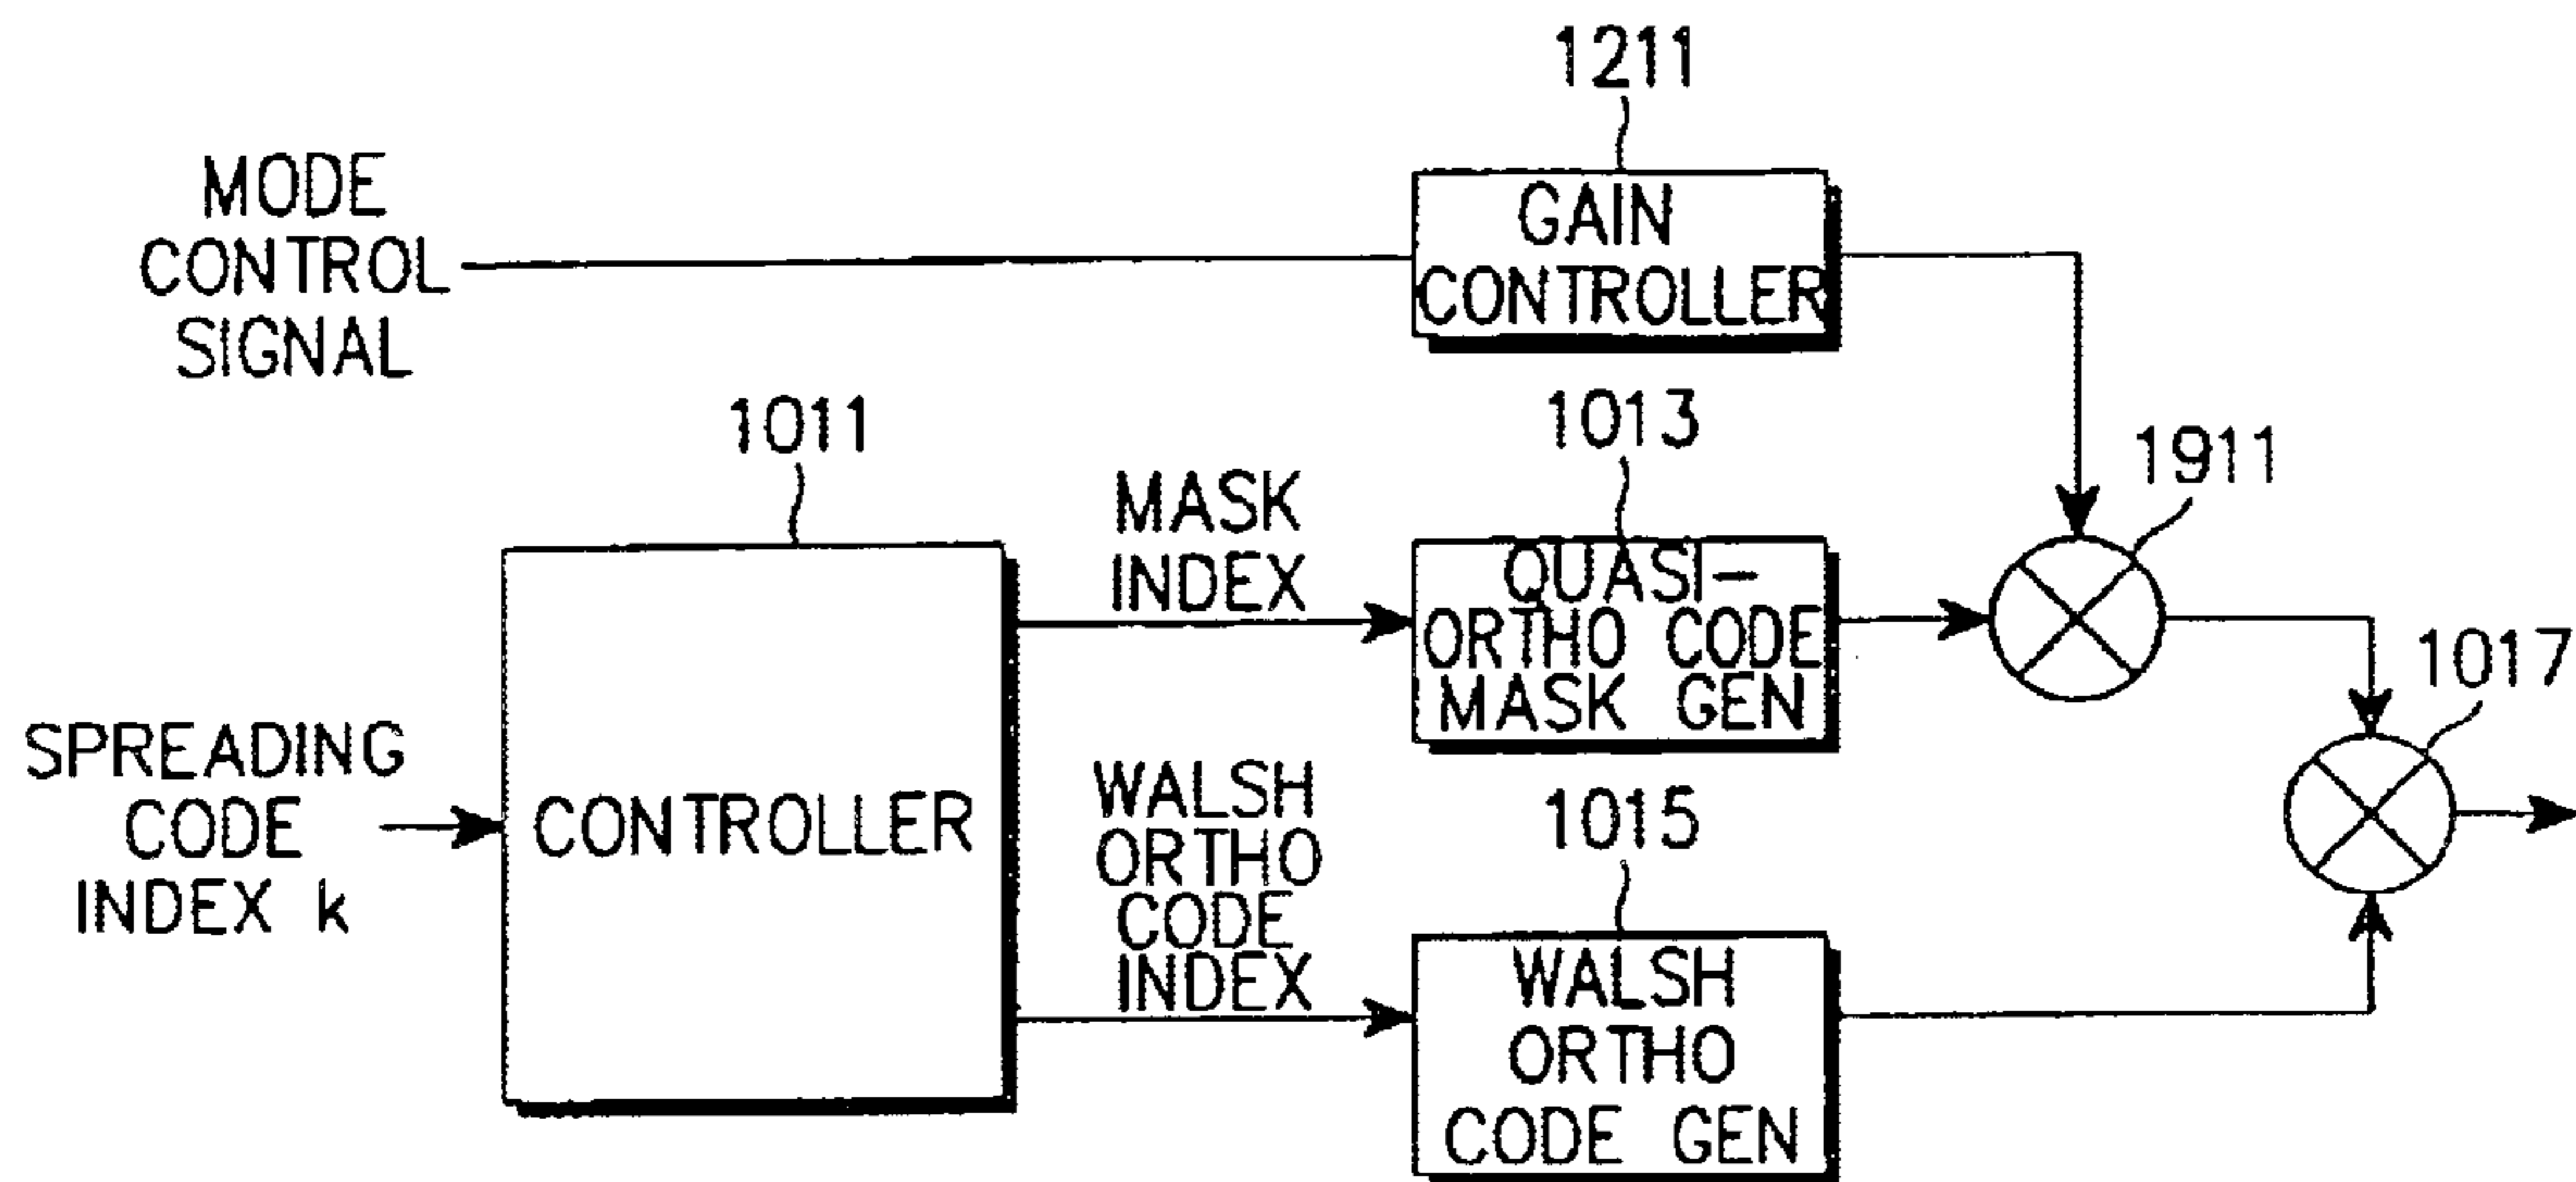 1211
MODE
CONTROL
SIGNAL
GAIN
CONTROLLER
1011
MASK
INDEX
1013
1911
QUASI-
ORTHO CODE
MASK GEN
1017
SPREADING
CODE
INDEX k
CONTROLLER
WALSH
ORTHO
CODE
INDEX
1015
WALSH
ORTHO
CODE GEN